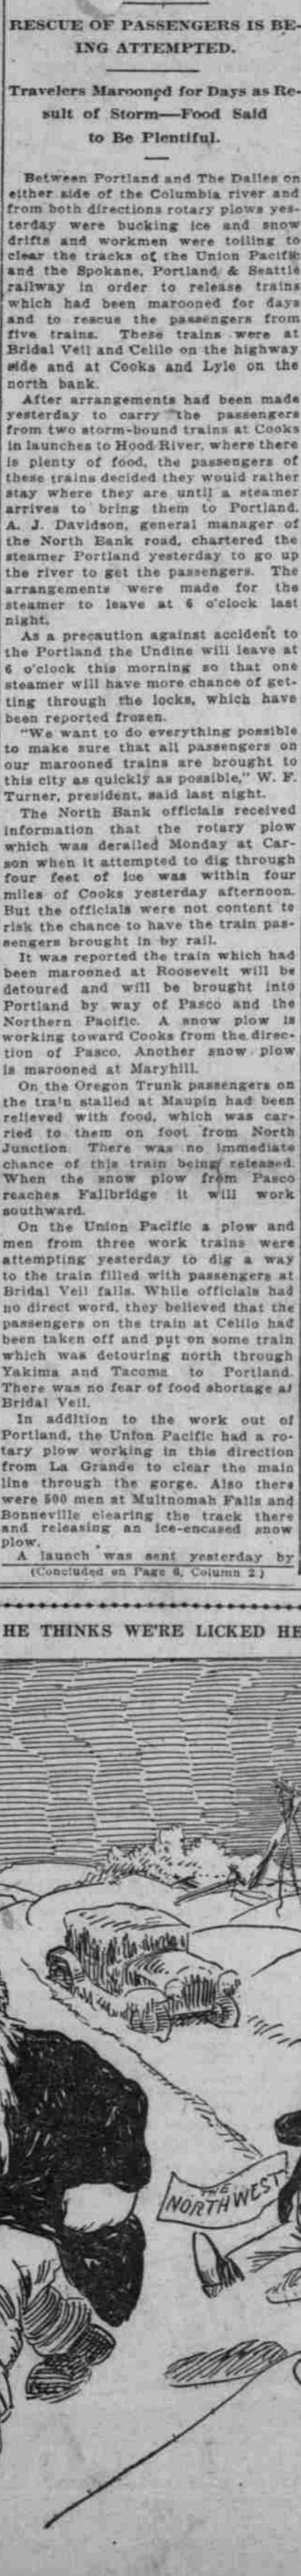 RESCUE OF PASSENGERS IS BE-
ING ATTEMPTED.
Travelers Marooned for Days as Re-
sult of Storm—Food Said
to Be Plentiful.
Between Portland and The Dalles on
either side of the Columbia river and
from both directions rotary plows yes-
terday were bucking ice and snow
drifts and workmen were toiling to
clear the tracks of the Union Pacific
and the Spokane, Portland & Seattle
railway in order to release trains
which had been marooned for days
and to rescue the passengers from
five trains. These trains were at
Bridal Veil and Celilo on the highway
side and at Cooks and Lyle on the
north bank.
After arrangements had been made
yesterday to carry the passengers
from two storm-bound trains at Cooks
in launches to Hood River, where there
is plenty of food, the passengers of
these trains decided they would rather
stay where they are until a steamer
arrives to bring them to Portland.
A. J. Davidson, general manager of
the North Bank road, chartered the
steamer Portland yesterday to go up
the river to get the passengers. The
arrangements were made for the
steamer to leave at 6 o'clock last
night.
As a precaution against accident to
the Portland the Undine will leave at
6 o'clock this morning so that one
steamer will have more chance of get-
ting through the locks, which have
been reported frozen.
"We want to do everything possible
to make sure that all passengers on
our marooned trains are brought to
this city as quickly as possible," W. F.
Turner, president, said last night.
The North Bank officials received
information that the rotary plow
which was derailed Monday at Car-
son when it attempted to dig through
four feet of ice was within four
miles of Cooks yesterday afternoon.
But the officials were not content to
risk the chance to have the train pas-
sengers brought in by rail.
It was reported the train which had
been marooned at Roosevelt will be
detoured and will be brought into
Portland by way of Pasco and the
Northern Pacific. A snow plow is
working toward Cooks from the direc-
tion of Pasco. Another snow plow
is marooned at Maryhill.
On the Oregon Trunk passengers on
the train stalled at Maupin had been
relieved with food, which was car-
ried to them on foot from North
Junction. There was no immediate
chance of this train being released.
When the snow plow from Pasco
reaches Fallbridge it will work
southward.
On the Union Pacific a plow and
men from three work trains were
attempting yesterday to dig a way
to the train filled with passengers at
Bridal Veil falls. While officials had
no direct word, they believed that the
passengers on the train at Celilo had
been taken off and put on some train
which was detouring north through
Yakima and Tacoma to Portland.
There was no fear of food shortage at
Bridal Veil.
In addition to the work out of
Portland, the Union Pacific had a ro-
tary plow working in this direction
from La Grande to clear the main
line through the gorge. Also there
were 500 men at Multnomah Falls and
Bonneville clearing the track there
and releasing an ice-encased snow
plow.
A launch was sent yesterday by
(Concluded on Page 6, Column 2.)
HE THINKS WE'RE LICKED HE
THE
NORTHWEST